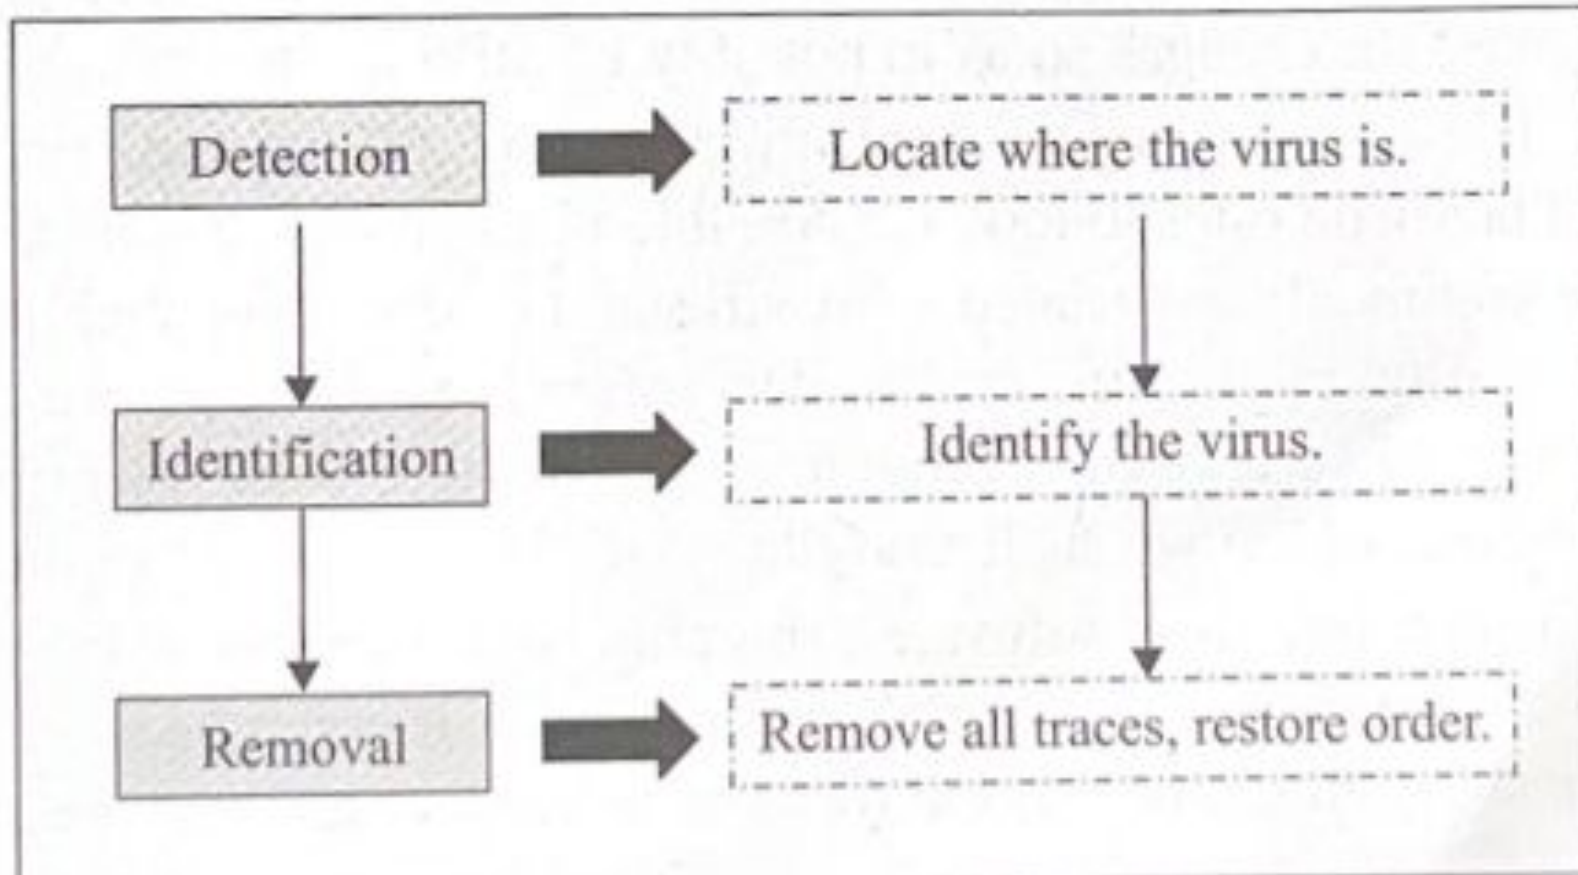 Detection
Locate where the virus is.
Identification
Identify the virus.
Removal
Remove all traces, restore order.